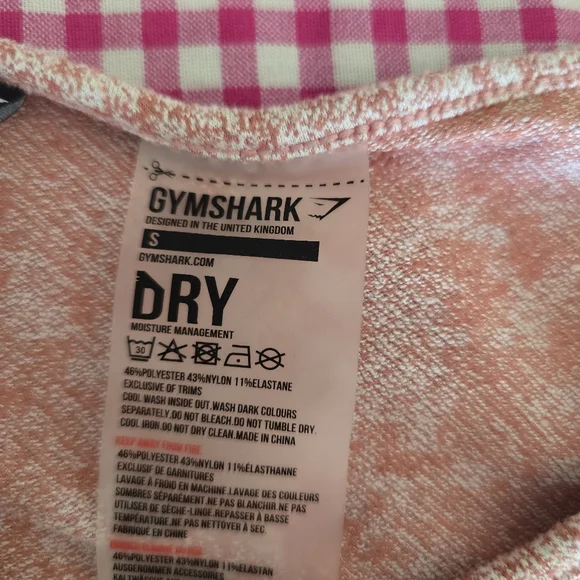 GYMSHARK
DESIGNED IN THE UNITED KINGDOM
S
GYMSHARK.COM
DRY
MOISTURE MANAGEMENT
30
46%POLYESTER 43%NYLON 11%ELASTANE
EXCLUSIVE OF TRIMS
COOL WASH INSIDE OUT.WASH DARK COLOURS
SEPARATELY.DO NOT BLEACH.DO NOT TUMBLE DRY.
COOL IRON.DO NOT DRY CLEAN.MADE IN CHINA
KEEP AWAY FROM FIRE
46%POLYESTER 43%NYLON 11%ÉLASTHANNE
EXCLUSIF DE GARNITURES
LAVAGE À FROID EN MACHINE.LAVAGE DES COULEURS
SOMBRES SÉPARÉMENT.NE PAS BLANCHIR.NE PAS
UTILISER DE SÈCHE-LINGE.REPASSER À BASSE
TEMPÉRATURE.NE PAS NETTOYER À SEC
FABRIQUÉ EN CHINE
46%POLYESTER 43%NYLON 11%ELASTAN
AUSGENOMMEN ACCESSOIRES